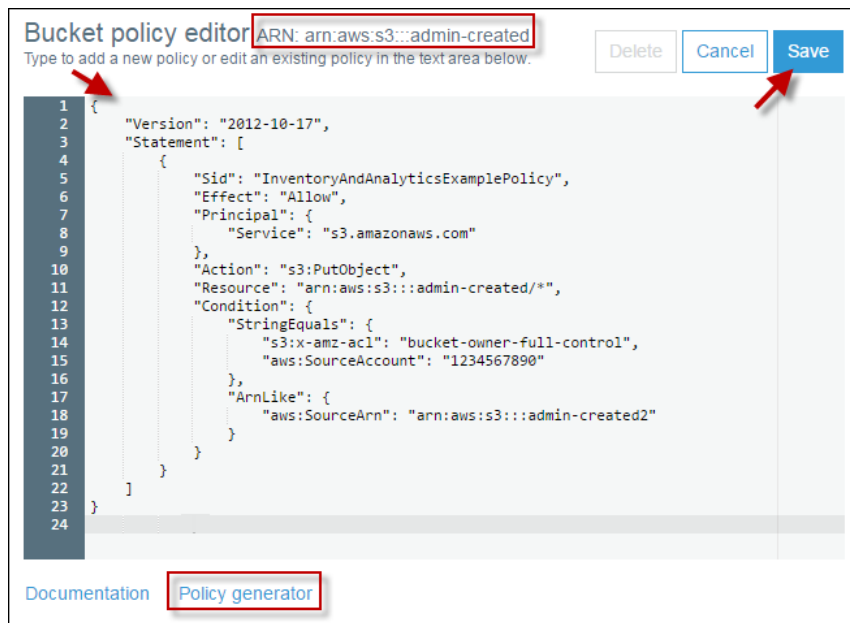 Bucket policy editor ARN: arn:aws:s3:::admin-created
Type to add a new policy or edit an existing policy in the text area below.
Delete Cancel Save
1 {
2     "Version": "2012-10-17",
3     "Statement": [
4         {
5             "Sid": "InventoryAndAnalyticsExamplePolicy",
6             "Effect": "Allow",
7             "Principal": {
8                 "Service": "s3.amazonaws.com"
9             },
10             "Action": "s3:PutObject",
11             "Resource": "arn:aws:s3:::admin-created/*",
12             "Condition": {
13                 "StringEquals": {
14                     "s3:x-amz-acl": "bucket-owner-full-control",
15                     "aws:SourceAccount": "1234567890"
16                 },
17                 "ArnLike": {
18                     "aws:SourceArn": "arn:aws:s3:::admin-created2"
19                 }
20             }
21         }
22     ]
23 }
24
Documentation Policy generator